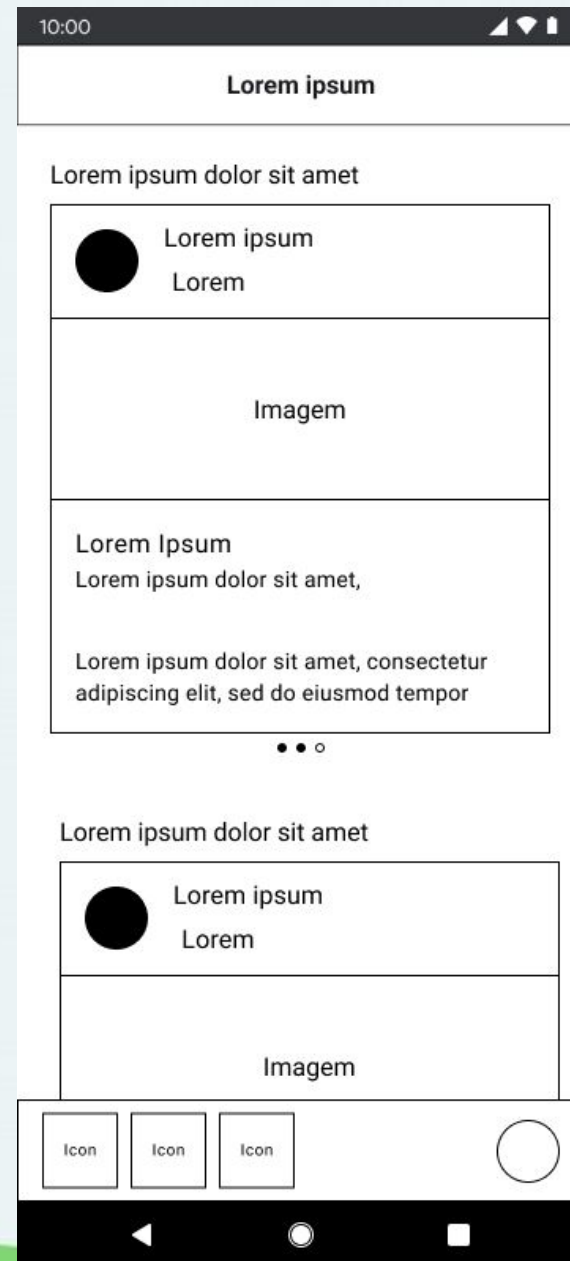 10:00
Lorem ipsum
Lorem ipsum dolor sit amet
Lorem ipsum
Lorem
Imagem
Lorem Ipsum
Lorem ipsum dolor sit amet,
Lorem ipsum dolor sit amet, consectetur
adipiscing elit, sed do eiusmod tempor
Lorem ipsum dolor sit amet
Lorem ipsum
Lorem
Imagem
Icon
Icon
Icon